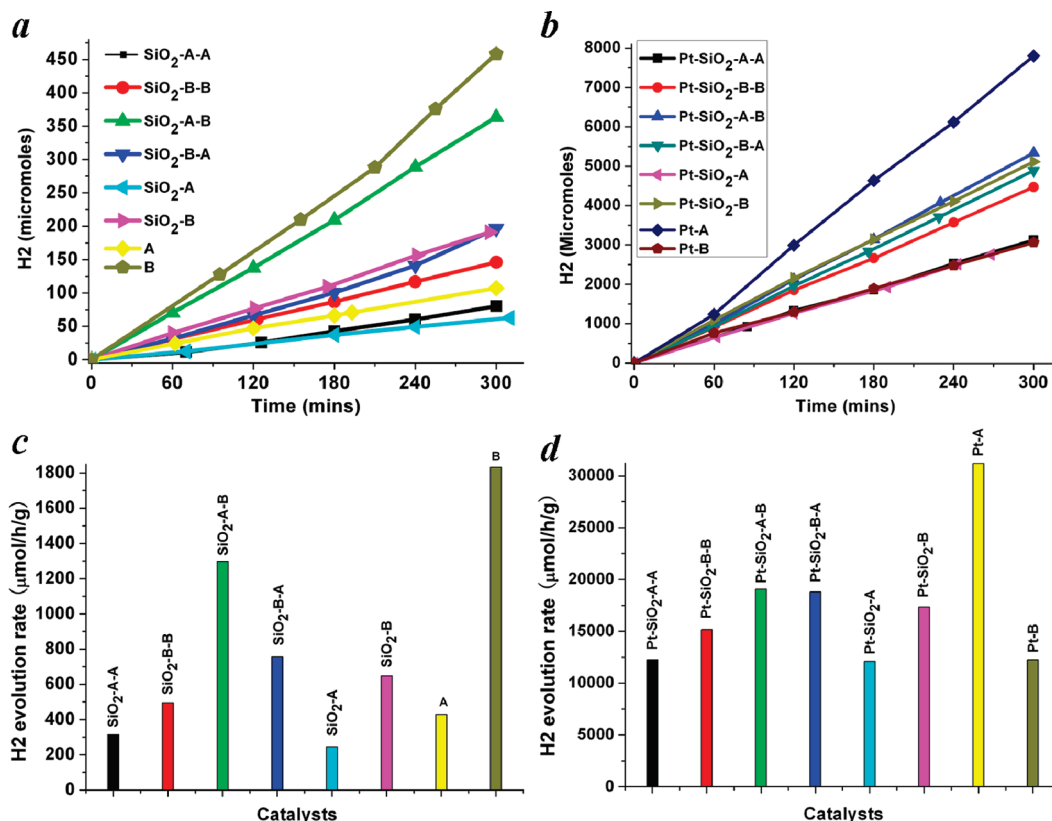 a
SiO2-A-A
SiO2-B-B
SiO2-A-B
SiO2-B-A
SiO2-A
SiO2-B
A
B
H2 (micromoles)
450
400
350
300
250
200
150
100
50
0
0 60 120 180 240 300
Time (mins)
b
Pt-SiO2-A-A
Pt-SiO2-B-B
Pt-SiO2-A-B
Pt-SiO2-B-A
Pt-SiO2-A
Pt-SiO2-B
Pt-A
Pt-B
H2 (Micromoles)
8000
7000
6000
5000
4000
3000
2000
1000
0
0 60 120 180 240 300
Time (mins)
c
H2 evolution rate (μmol/h/g)
1800
1600
1400
1200
1000
800
600
400
200
0
SiO2-A-A
SiO2-B-B
SiO2-A-B
SiO2-B-A
SiO2-A
SiO2-B
A
B
Catalysts
d
H2 evolution rate (μmol/h/g)
30000
25000
20000
15000
10000
5000
0
Pt-SiO2-A-A
Pt-SiO2-B-B
Pt-SiO2-A-B
Pt-SiO2-B-A
Pt-SiO2-A
Pt-SiO2-B
Pt-A
Pt-B
Catalysts